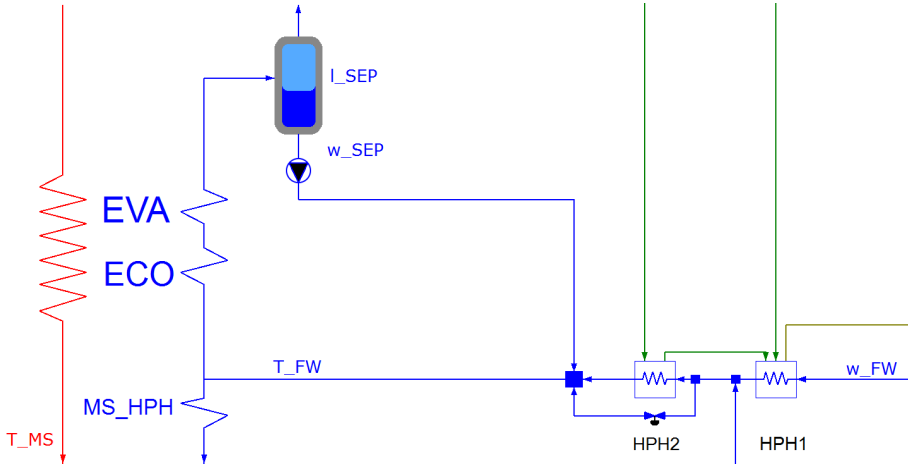 l_SEP
w_SEP
EVA
ECO
T_FW
w_FW
MS_HPH
T_MS
HPH2
HPH1